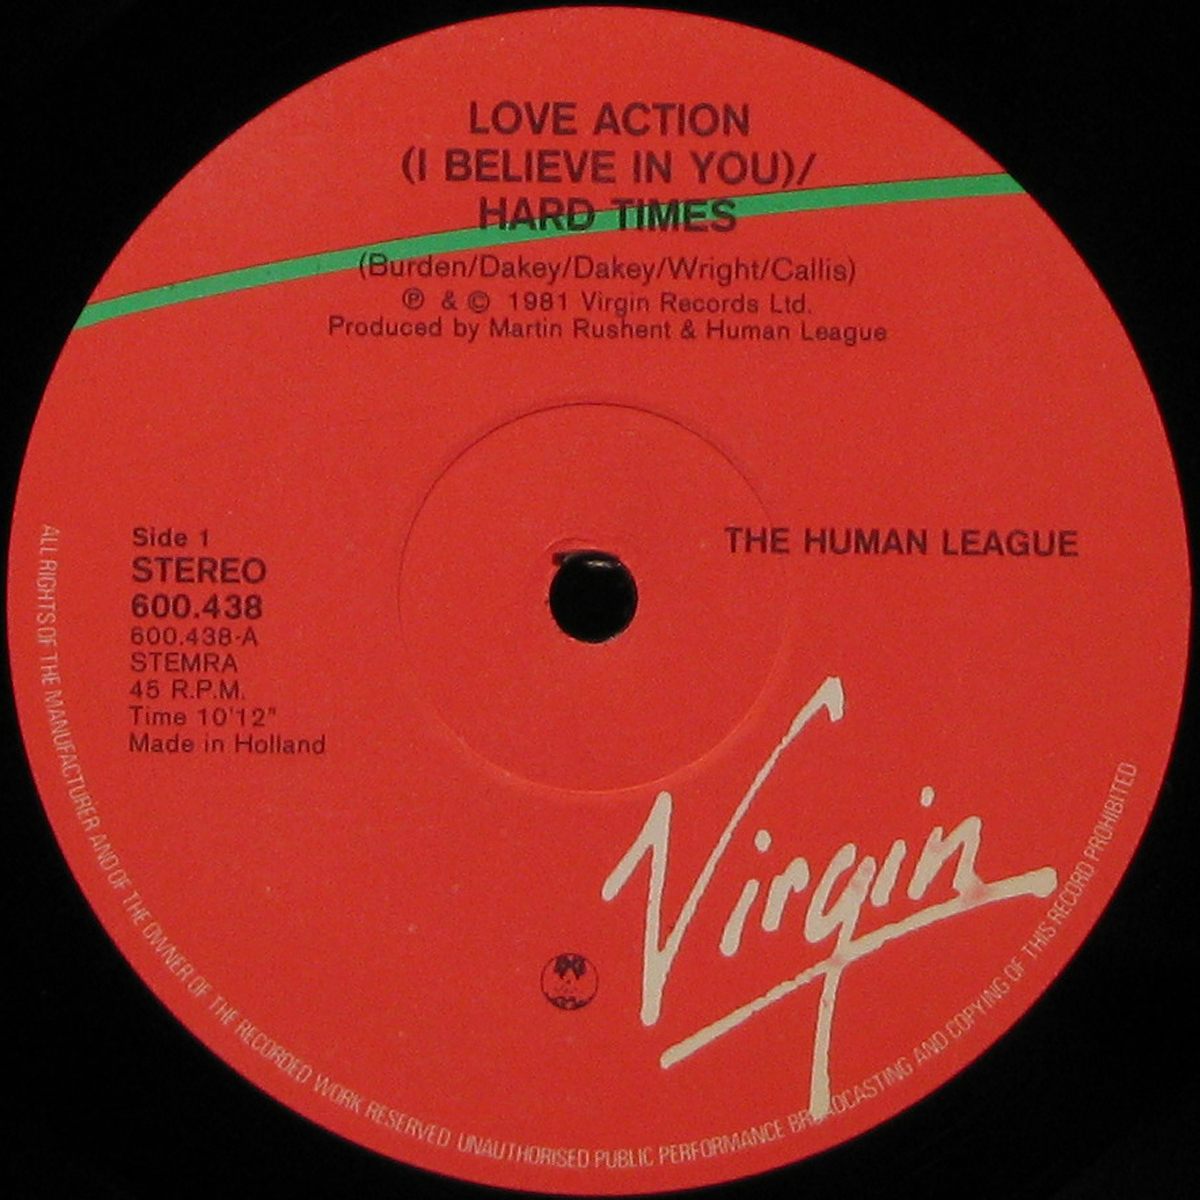 LOVE ACTION
(I BELIEVE IN YOU)/
HARD TIMES
(Burden/Dakey/Dakey/Wright/Callis)
℗ & © 1981 Virgin Records Ltd.
Produced by Martin Rushent & Human League
Side 1
STEREO
600.438
600.438-A
STEMRA
45 R.P.M.
Time 10'12"
Made in Holland
THE HUMAN LEAGUE
Virgin
ALL RIGHTS OF THE MANUFACTURER AND OF THE OWNER OF THE RECORDED WORK RESERVED UNAUTHORISED PUBLIC PERFORMANCE BROADCASTING AND COPYING OF THIS RECORD PROHIBITED